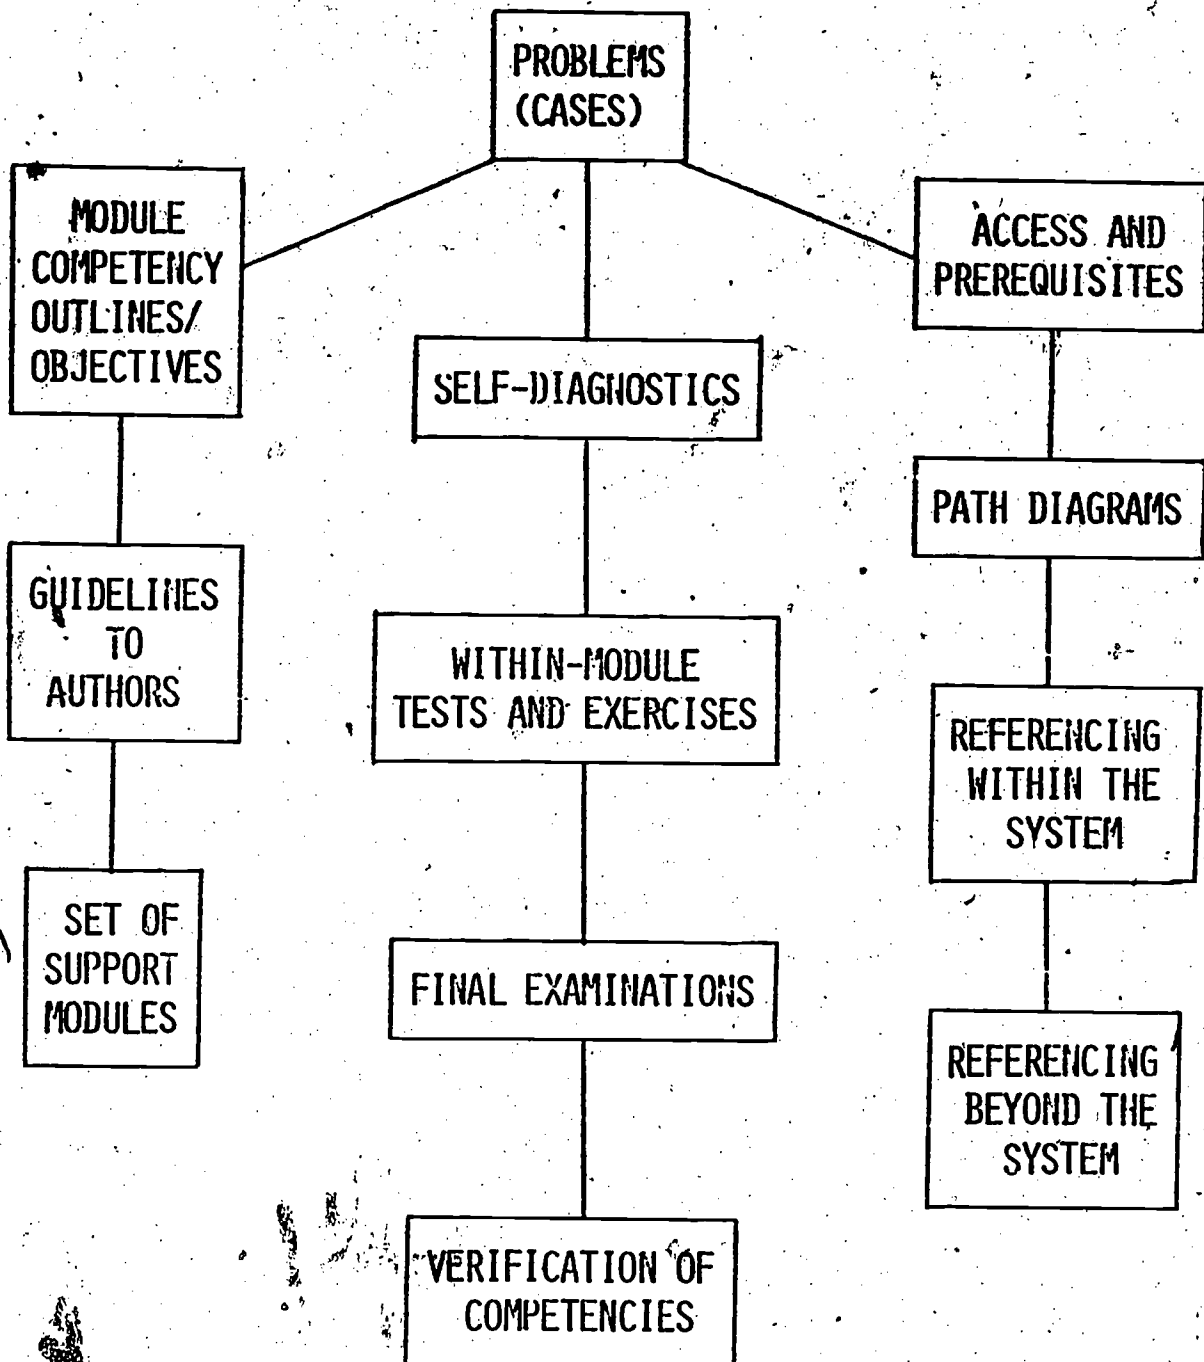 PROBLEMS
(CASES)
MODULE
COMPETENCY
OUTLINES/
OBJECTIVES
GUIDELINES
TO
AUTHORS
SET OF
SUPPORT
MODULES
SELF-DIAGNOSTICS
WITHIN-MODULE
TESTS AND EXERCISES
FINAL EXAMINATIONS
VERIFICATION OF
COMPETENCIES
ACCESS AND
PREREQUISITES
PATH DIAGRAMS
REFERENCING
WITHIN THE
SYSTEM
REFERENCING
BEYOND THE
SYSTEM